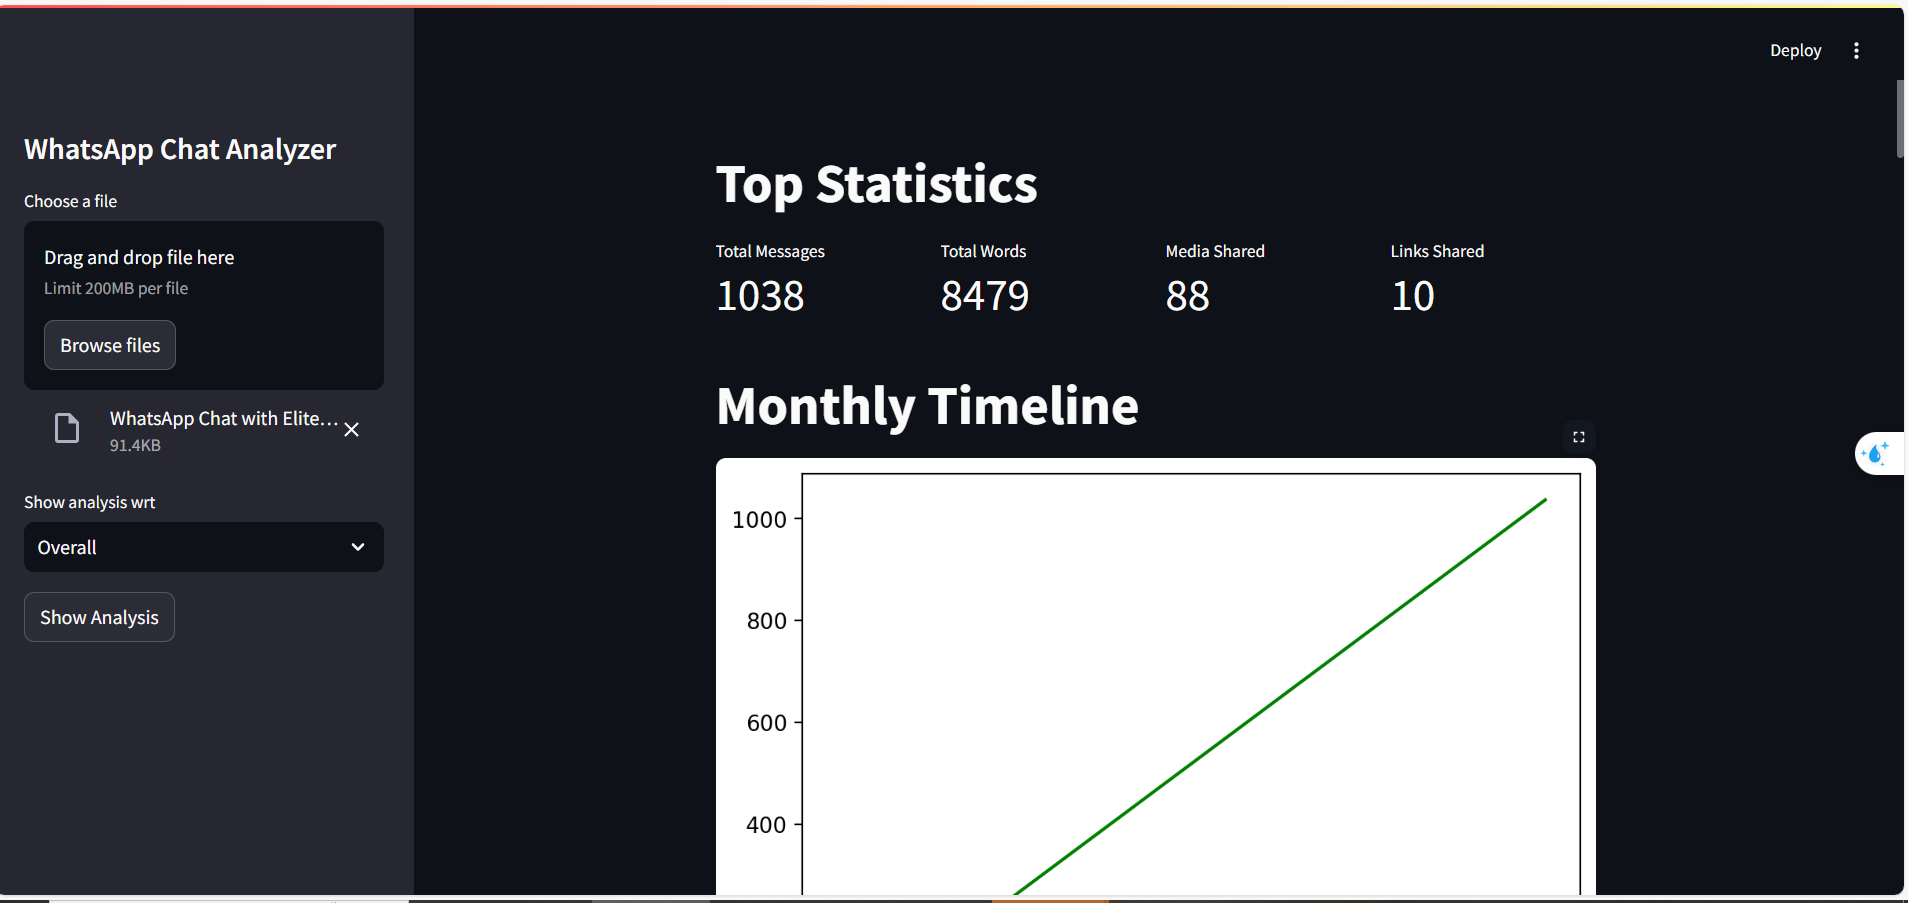 Deploy
WhatsApp Chat Analyzer
Choose a file
Drag and drop file here
Limit 200MB per file
Browse files
WhatsApp Chat with Elite...
91.4KB
Show analysis wrt
Overall
Show Analysis
Top Statistics
Total Messages Total Words Media Shared Links Shared
1038 8479 88 10
Monthly Timeline
1000
800
600
400